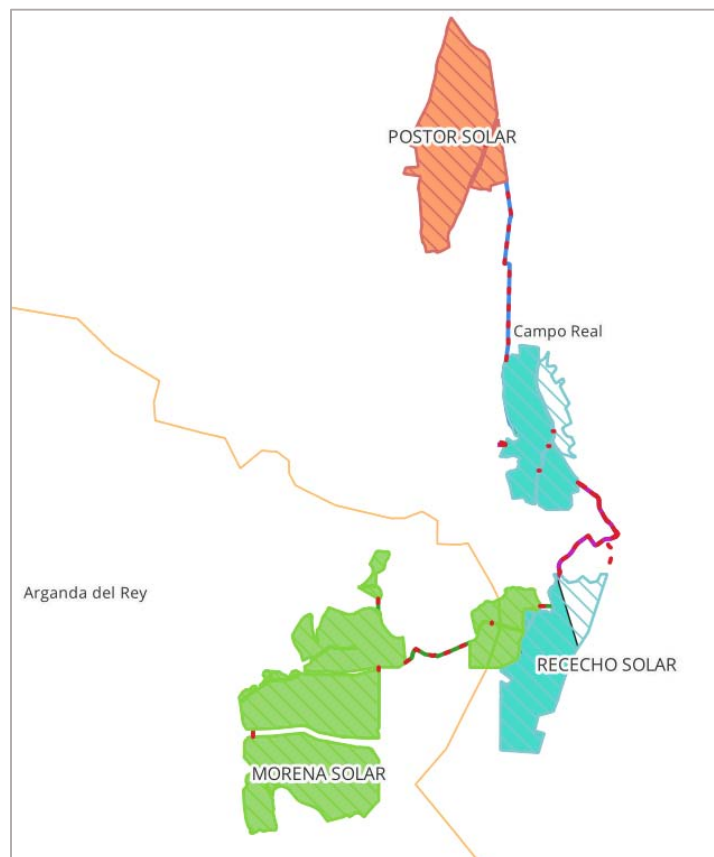 POSTOR SOLAR
Campo Real
Arganda del Rey
RECECHO SOLAR
MORENA SOLAR